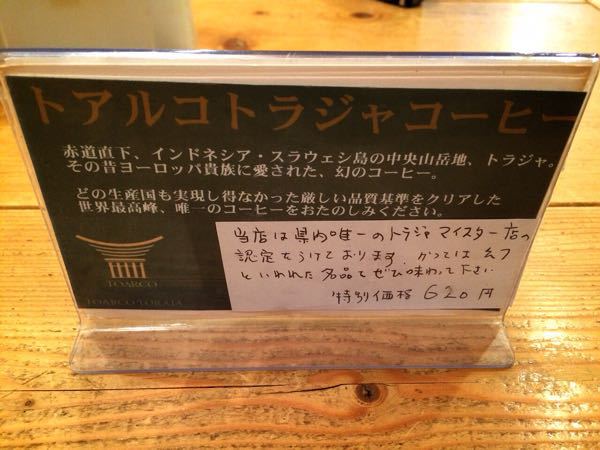 トアルコトラジャコーヒー
赤道直下、インドネシア・スラウェシ島の中央山岳地、トラジャ。
その昔ヨーロッパ貴族に愛された、幻のコーヒー。
どの生産国も実現し得なかった厳しい品質基準をクリアした
世界最高峰、唯一のコーヒーをおたのしみください。
当店は県内唯一のトラジャマイスター店の
認定をうけております。かつては幻
といわれた名品でぜひ味わって下さい
特別価格 620円
TOARCO
TOARCO TORAJA